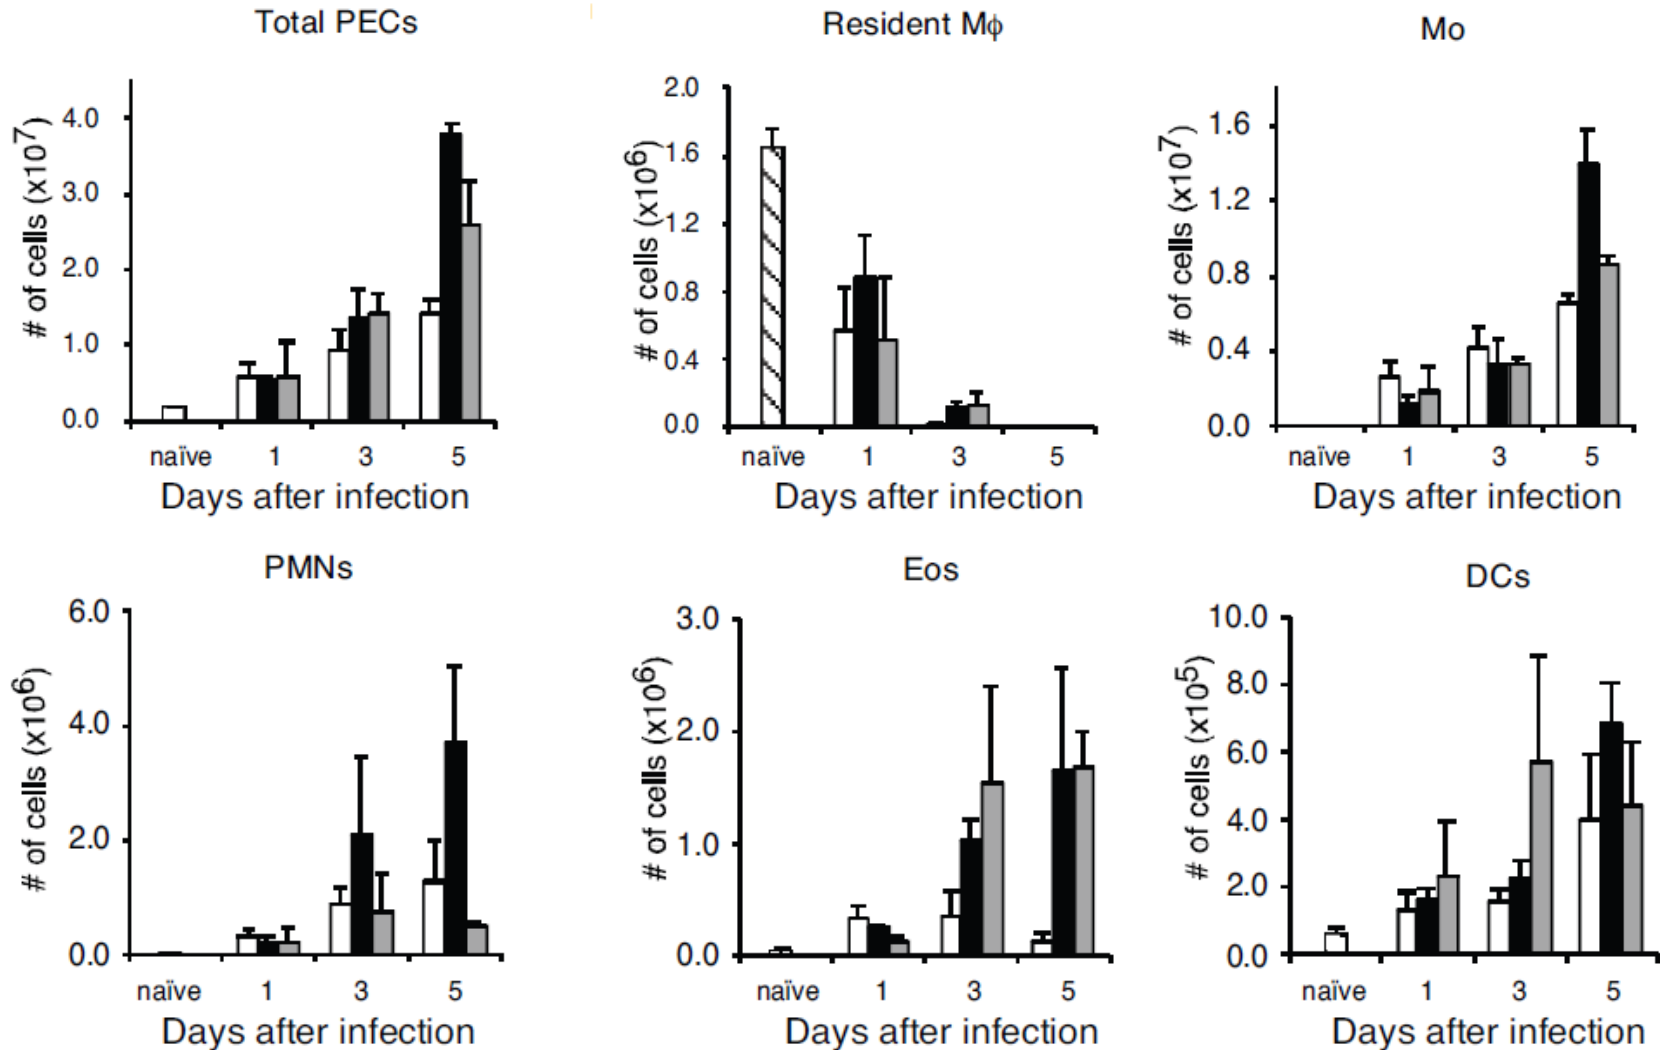 Total PECs
# of cells (x10⁷)
4.0
3.0
2.0
1.0
0.0
naïve 1 3 5
Days after infection
Resident Mϕ
# of cells (x10⁶)
2.0
1.6
1.2
0.8
0.4
0.0
naïve 1 3 5
Days after infection
Mo
# of cells (x10⁷)
1.6
1.2
0.8
0.4
0.0
naïve 1 3 5
Days after infection
PMNs
# of cells (x10⁶)
6.0
4.0
2.0
0.0
naïve 1 3 5
Days after infection
Eos
# of cells (x10⁶)
3.0
2.0
1.0
0.0
naïve 1 3 5
Days after infection
DCs
# of cells (x10⁵)
10.0
8.0
6.0
4.0
2.0
0.0
naïve 1 3 5
Days after infection